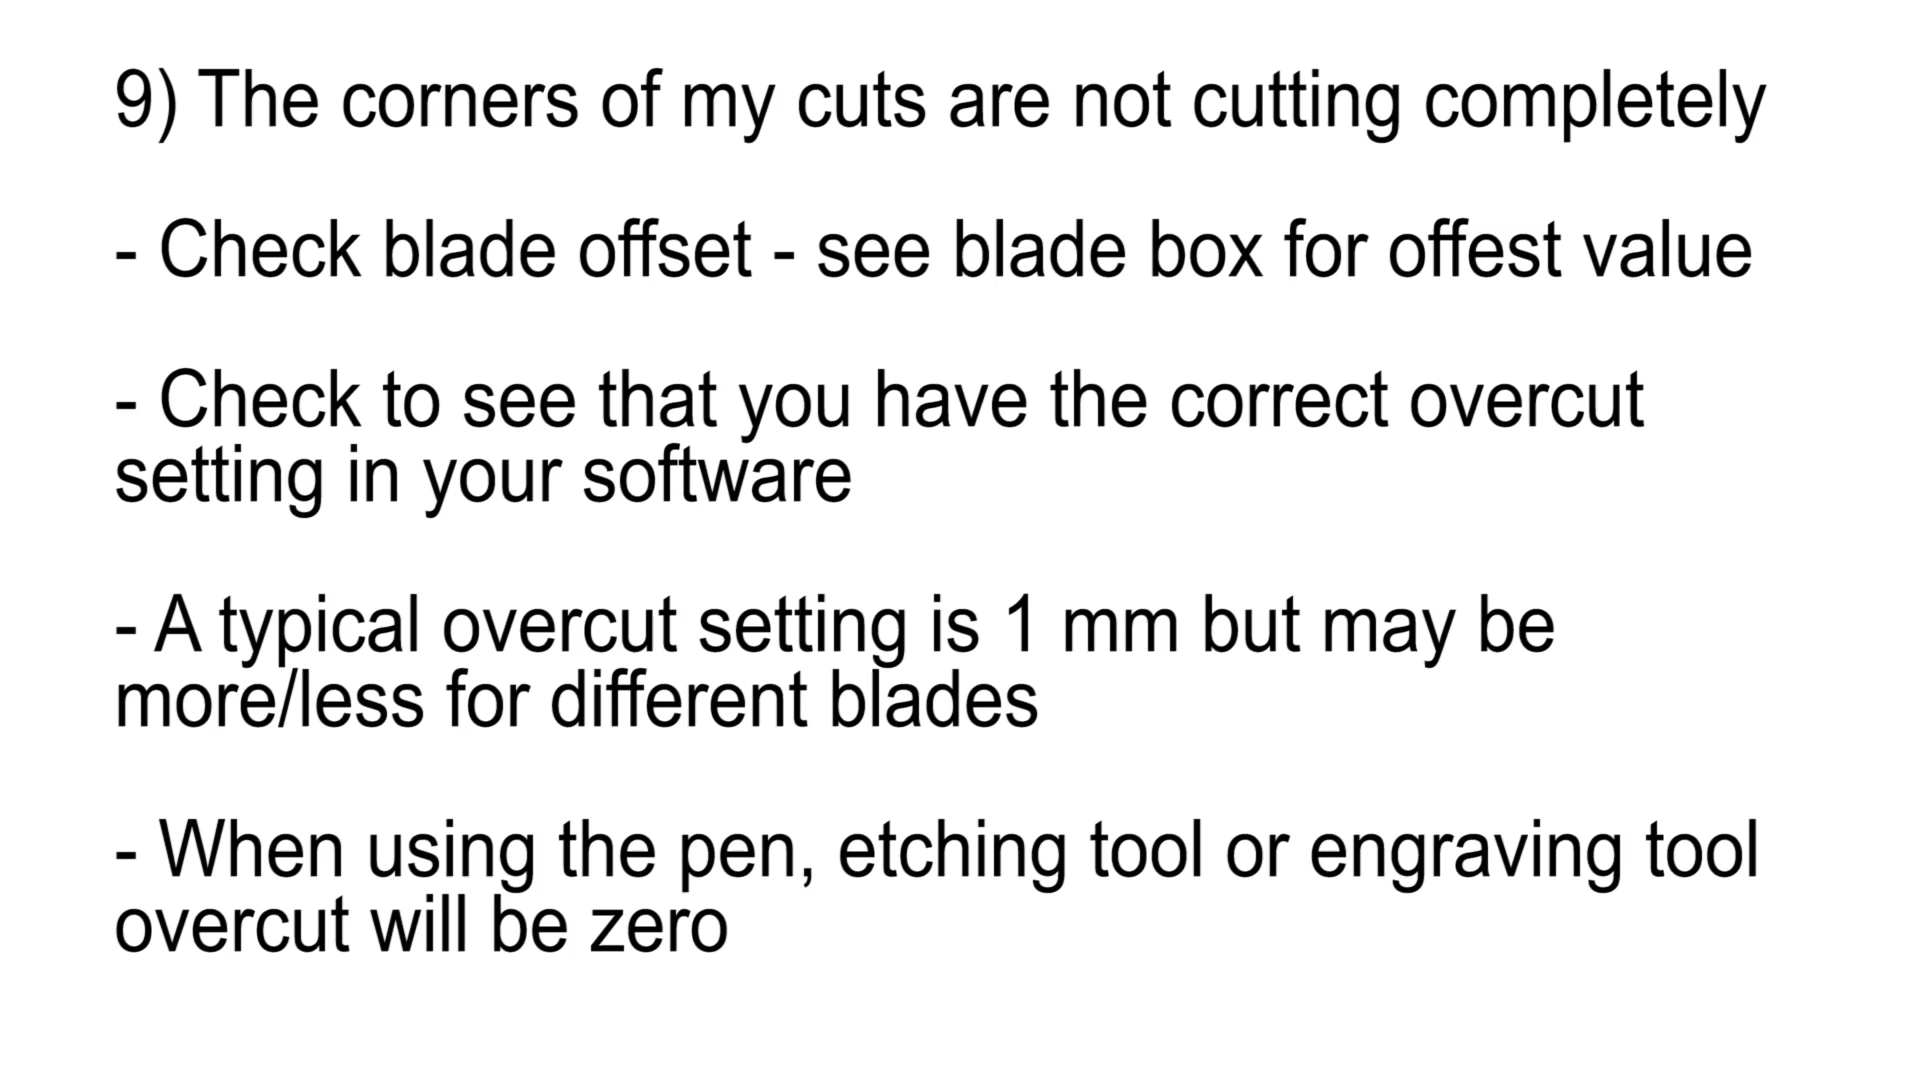 9) The corners of my cuts are not cutting completely
- Check blade offset - see blade box for offest value
- Check to see that you have the correct overcut
setting in your software
- A typical overcut setting is 1 mm but may be
more/less for different blades
- When using the pen, etching tool or engraving tool
overcut will be zero